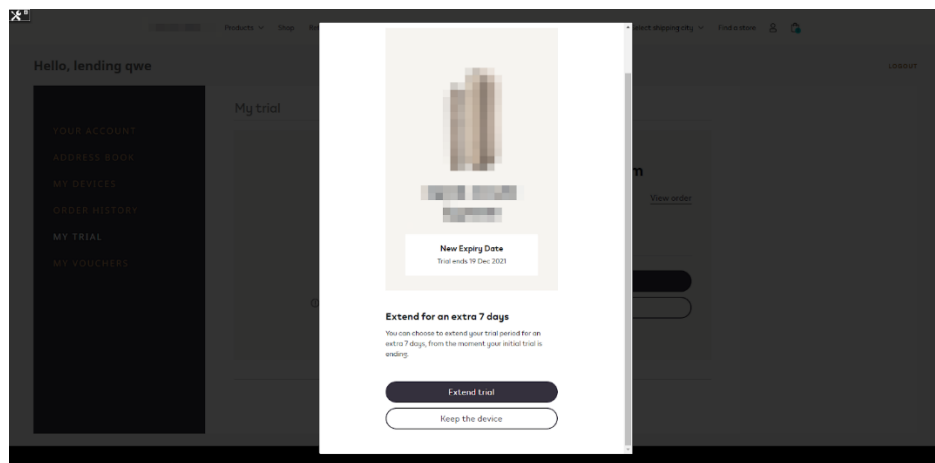 Products
Shop
select shipping city
Find a store
Hello, lending qwe
LOGOUT
My trial
YOUR ACCOUNT
ADDRESS BOOK
MY DEVICES
ORDER HISTORY
MY TRIAL
MY VOUCHERS
View order
New Expiry Date
Trial ends 19 Dec 2021
Extend for an extra 7 days
You can choose to extend your trial period for an
extra 7 days, from the moment your initial trial is
ending.
Extend trial
Keep the device